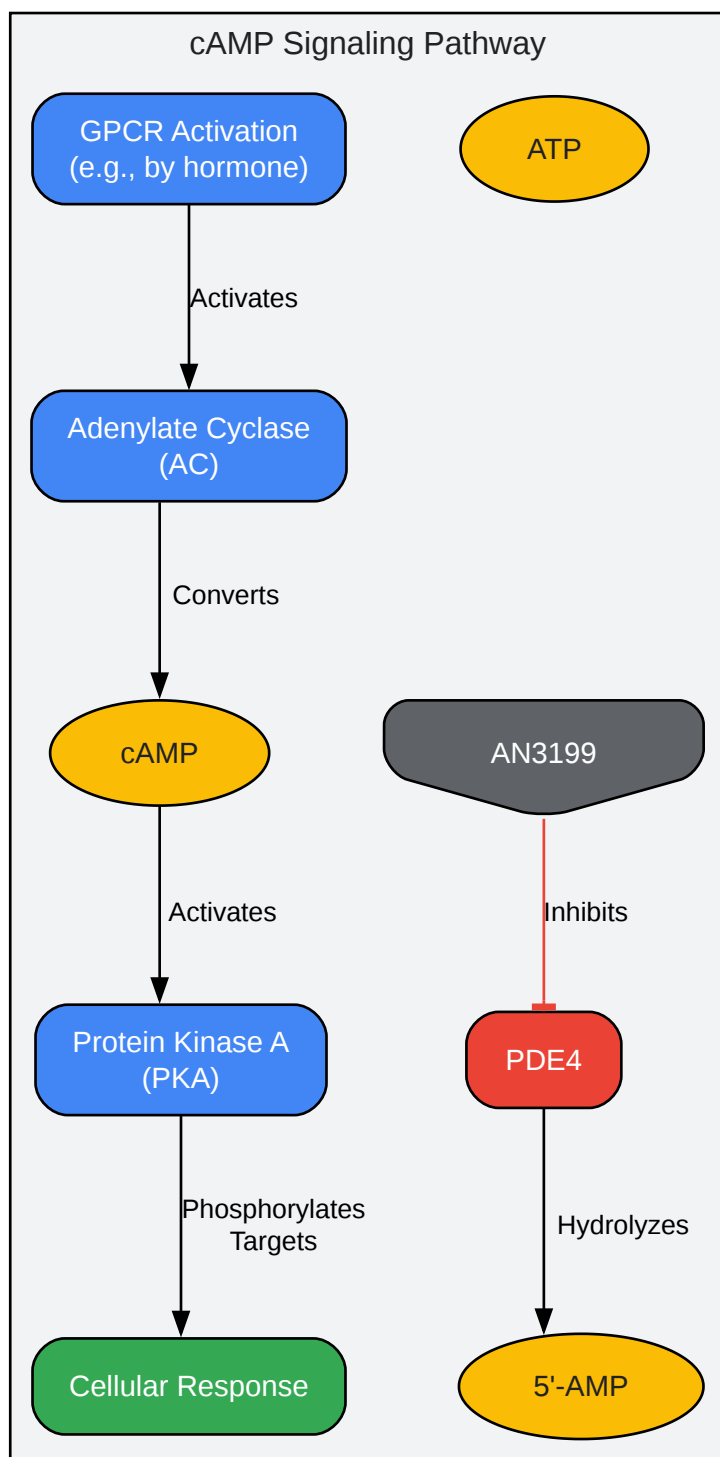 cAMP Signaling Pathway
GPCR Activation
(e.g., by hormone)
ATP
Activates
Adenylate Cyclase
(AC)
Converts
cAMP
AN3199
Activates
Inhibits
Protein Kinase A
(PKA)
PDE4
Phosphorylates
Targets
Hydrolyzes
Cellular Response
5'-AMP